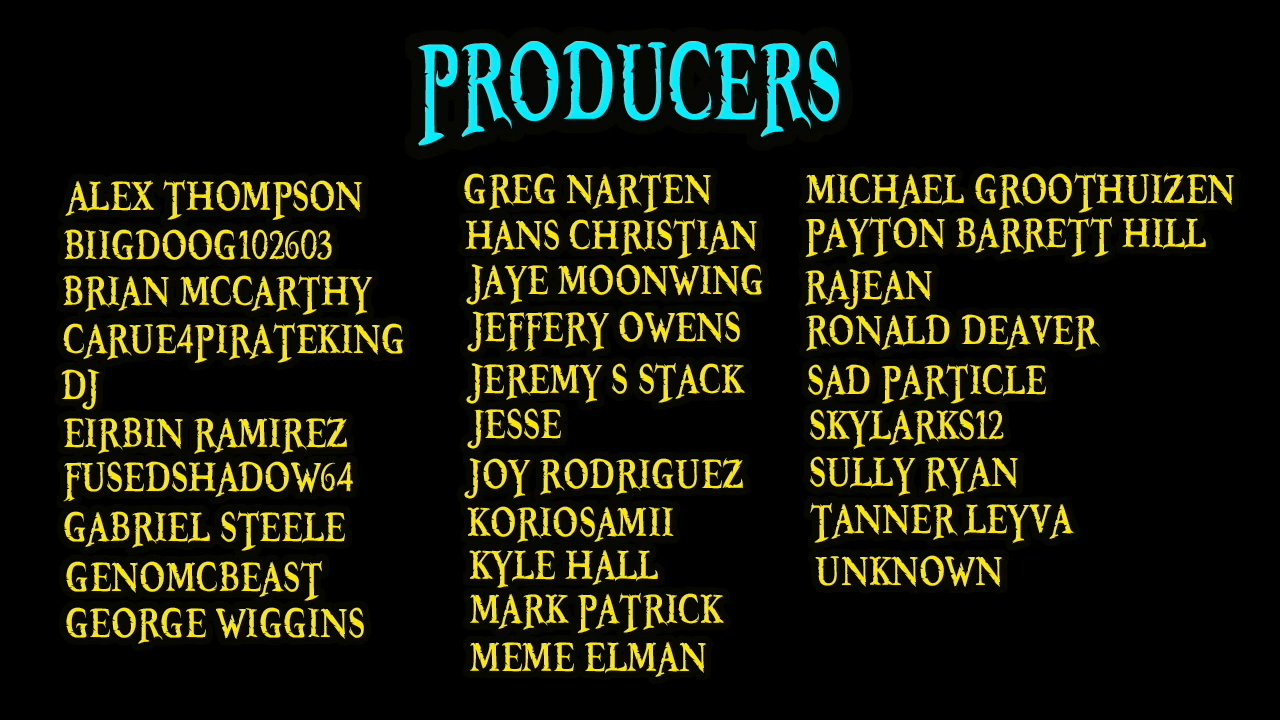 PRODUCERS
ALEX THOMPSON
BIIGDOOG102603
BRIAN MCCARTHY
CARUE4PIRATEKING
DJ
EIRBIN RAMIREZ
FUSEDSHADOW64
GABRIEL STEELE
GENOMCBEAST
GEORGE WIGGINS
GREG NARTEN
HANS CHRISTIAN
JAYE MOONWING
JEFFERY OWENS
JEREMY S STACK
JESSE
JOY RODRIGUEZ
KORIOSAMII
KYLE HALL
MARK PATRICK
MEME ELMAN
MICHAEL GROOTHUIZEN
PAYTON BARRETT HILL
RAJEAN
RONALD DEAVER
SAD PARTICLE
SKYLARKS12
SULLY RYAN
TANNER LEYVA
UNKNOWN